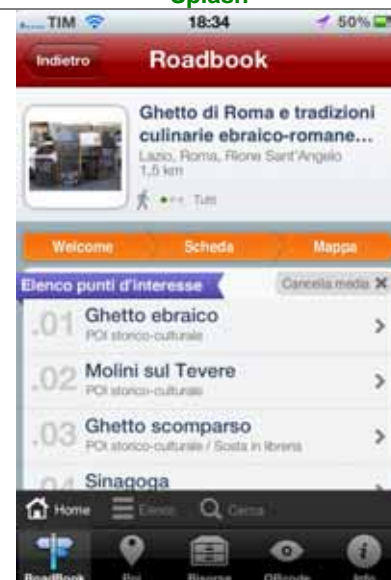 Splash
TIM 18:34 50%
Indietro Roadbook
Ghetto di Roma e tradizioni
culinarie ebraico-romane...
Lazio, Roma, Rione Sant'Angelo
1,5 km
Tutti
Welcome Scheda Mappa
Elenco punti d'interesse Cancella media ×
.01 Ghetto ebraico
POI storico-culturale
.02 Molini sul Tevere
POI storico-culturale
.03 Ghetto scomparso
POI storico-culturale / Sosta in libreria
.04 Sinagoga
Home Elenco Cerca
RoadBook Poi Risorse QRcode Info